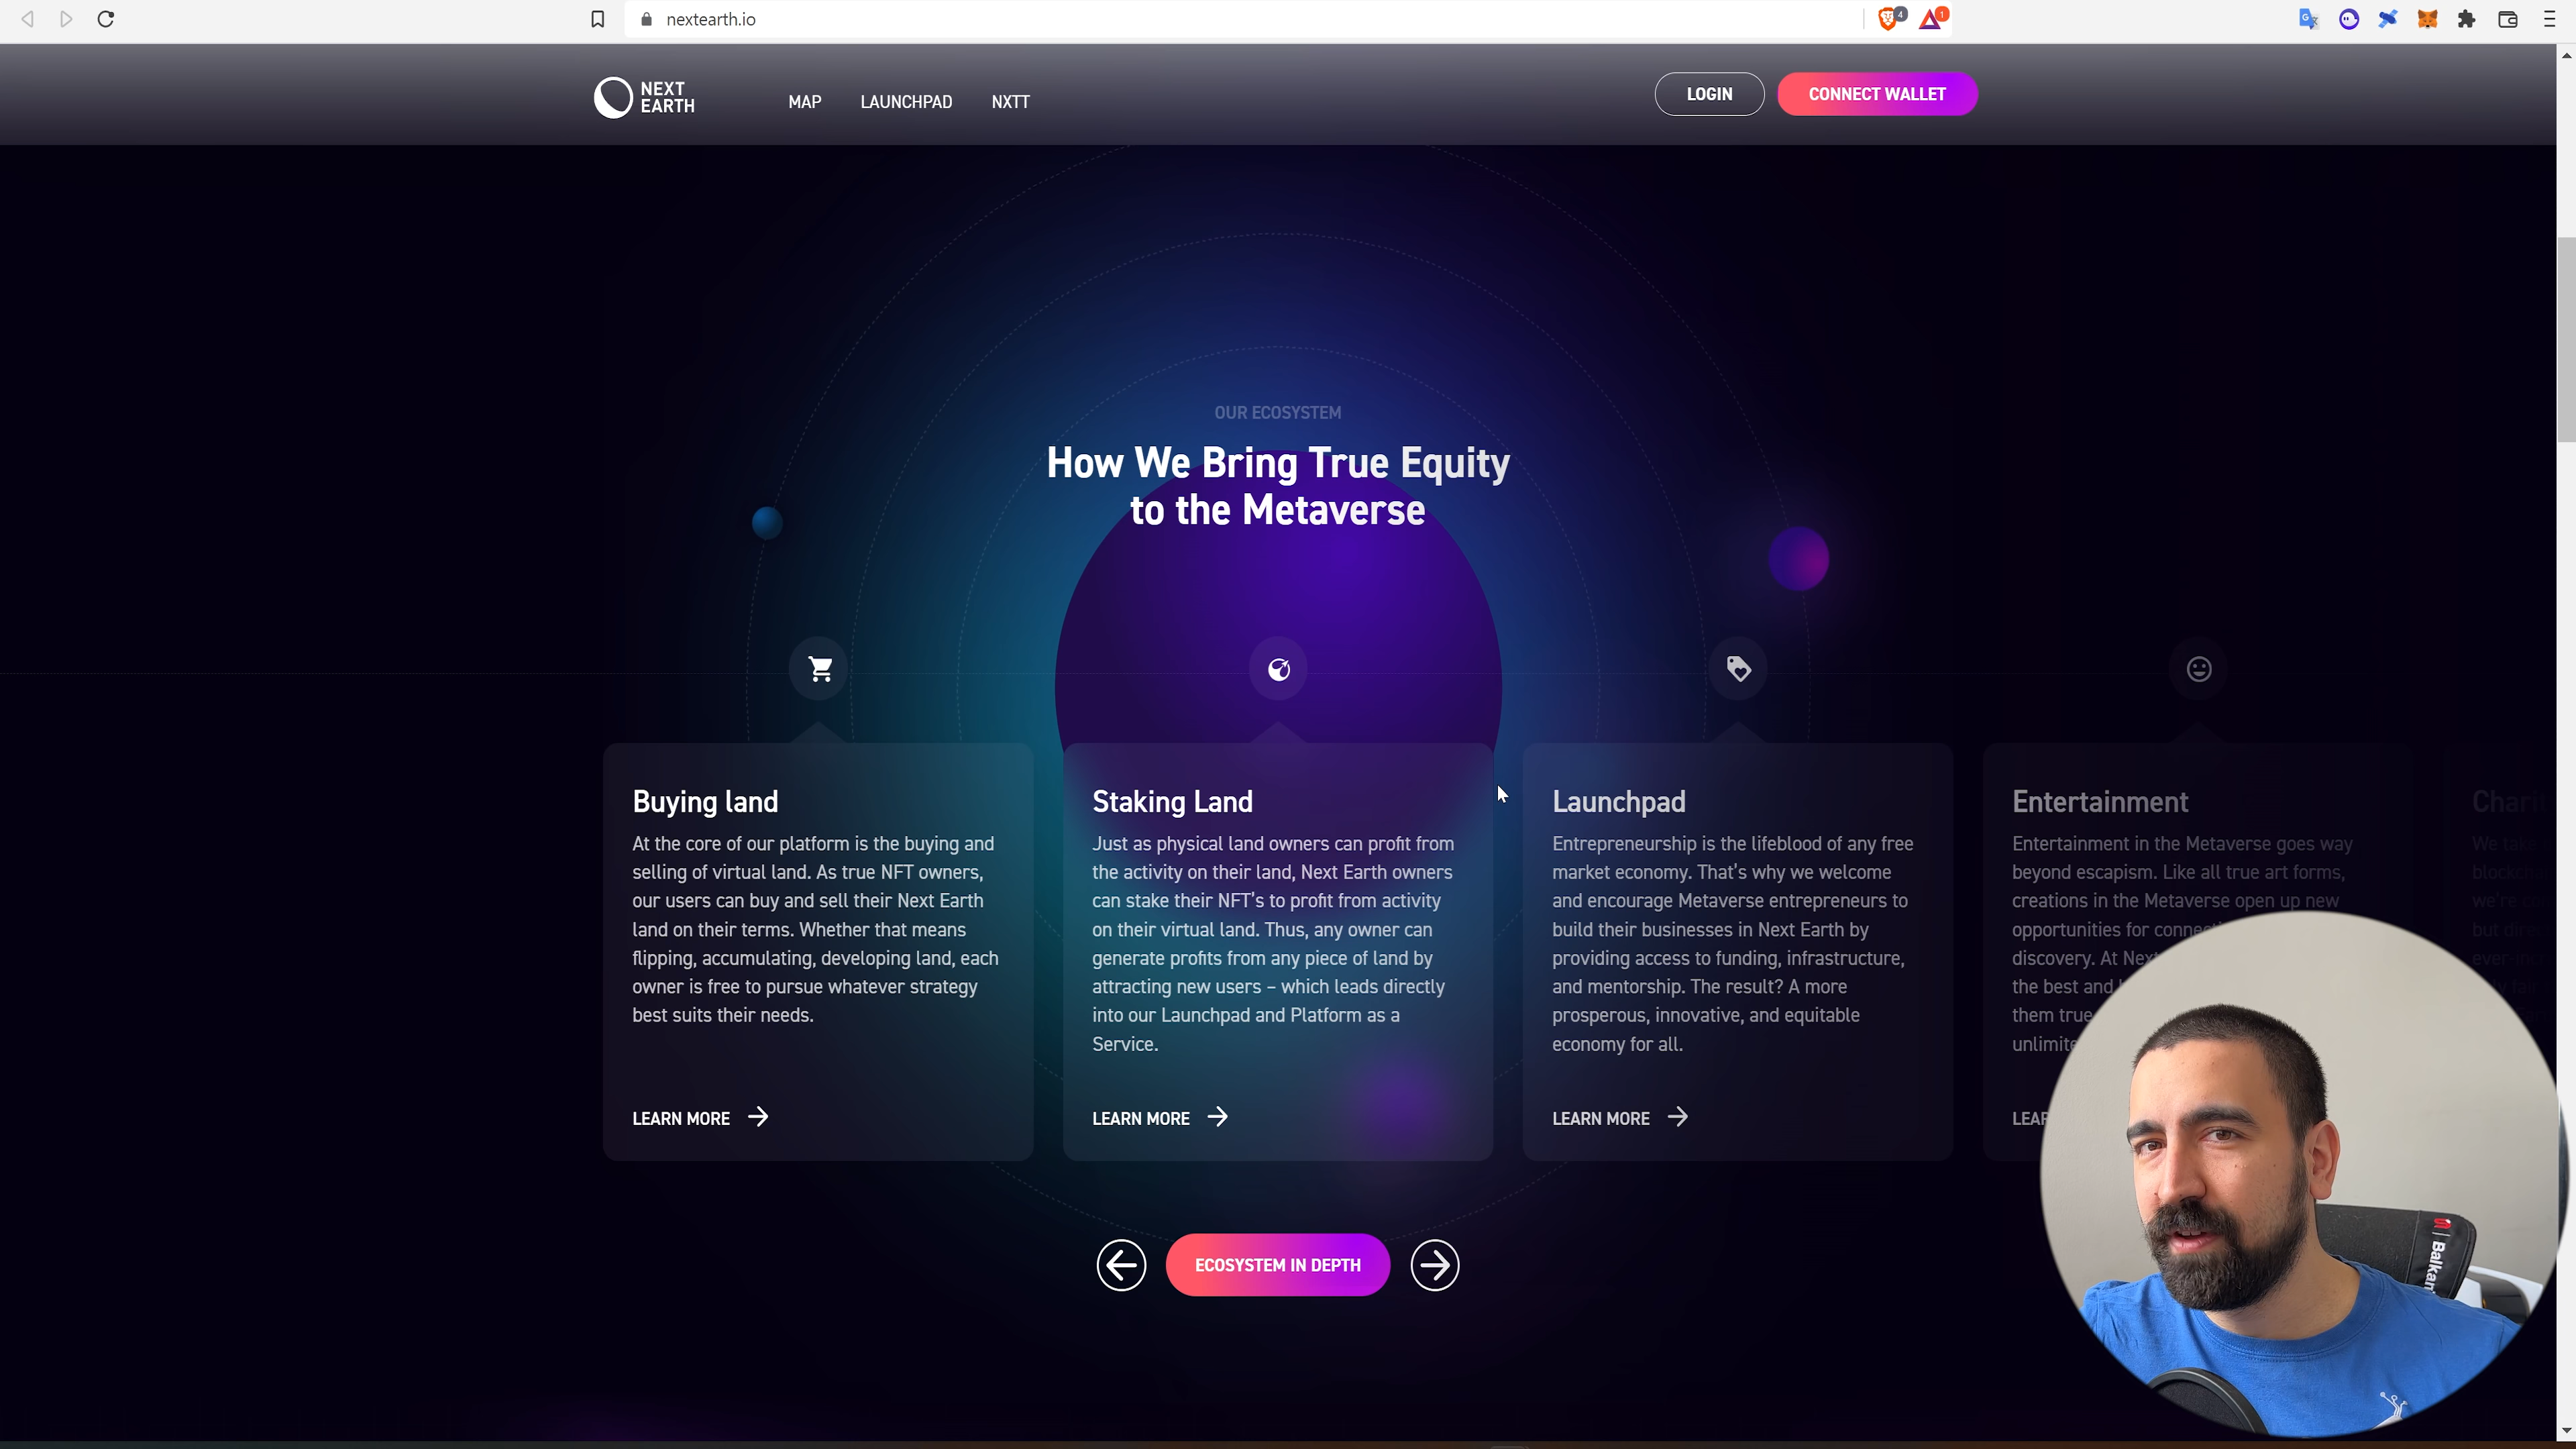 nextearth.io
4
1
NEXT
EARTH
MAP
LAUNCHPAD
NXTT
LOGIN
CONNECT WALLET
OUR ECOSYSTEM
How We Bring True Equity
to the Metaverse
Buying land
At the core of our platform is the buying and
selling of virtual land. As true NFT owners,
our users can buy and sell their Next Earth
land on their terms. Whether that means
flipping, accumulating, developing land, each
owner is free to pursue whatever strategy
best suits their needs.
LEARN MORE
Staking Land
Just as physical land owners can profit from
the activity on their land, Next Earth owners
can stake their NFT's to profit from activity
on their virtual land. Thus, any owner can
generate profits from any piece of land by
attracting new users – which leads directly
into our Launchpad and Platform as a
Service.
LEARN MORE
Launchpad
Entrepreneurship is the lifeblood of any free
market economy. That's why we welcome
and encourage Metaverse entrepreneurs to
build their businesses in Next Earth by
providing access to funding, infrastructure,
and mentorship. The result? A more
prosperous, innovative, and equitable
economy for all.
LEARN MORE
Entertainment
Entertainment in the Metaverse goes way
beyond escapism. Like all true art forms,
creations in the Metaverse open up new
opportunities for
discovery. At
the best and
them true
We
ECOSYSTEM IN DEPTH